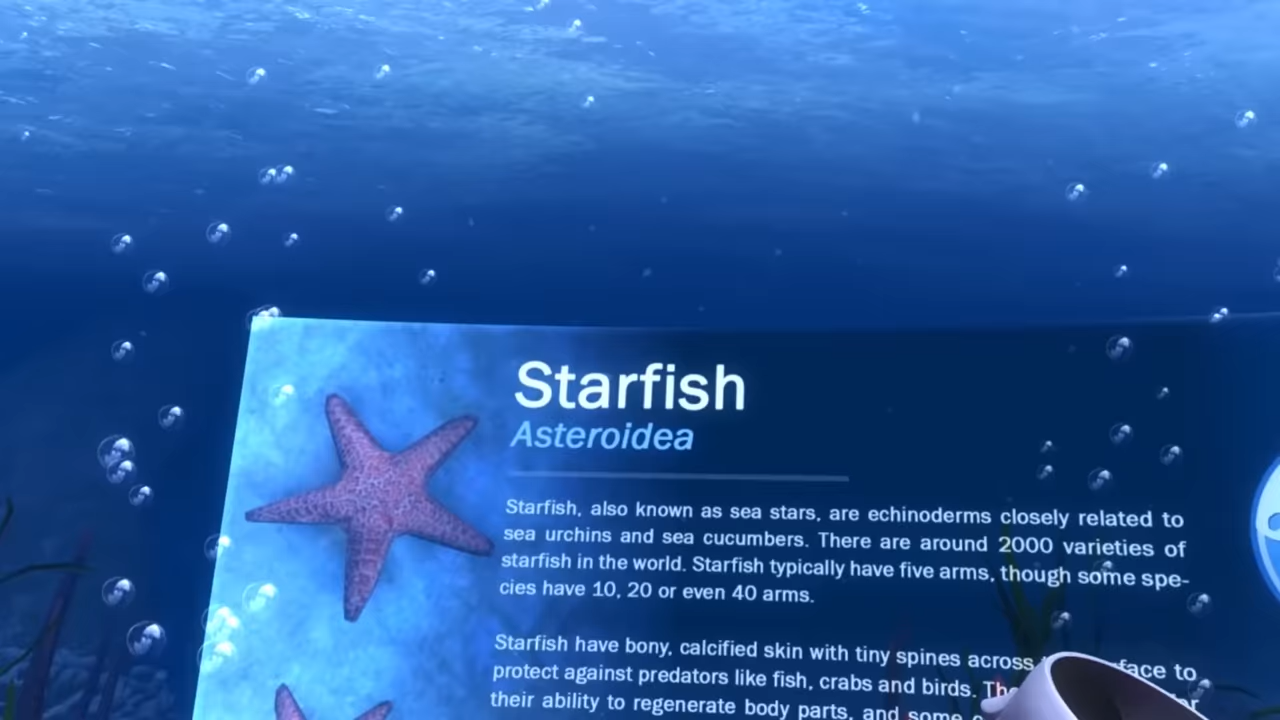 Starfish
Asteroidea
Starfish, also known as sea stars, are echinoderms closely related to
sea urchins and sea cucumbers. There are around 2000 varieties of
starfish in the world. Starfish typically have five arms, though some spe-
cies have 10, 20 or even 40 arms.
Starfish have bony, calcified skin with tiny spines across to
protect against predators like fish, crabs and birds.
their ability to regenerate body parts, and some